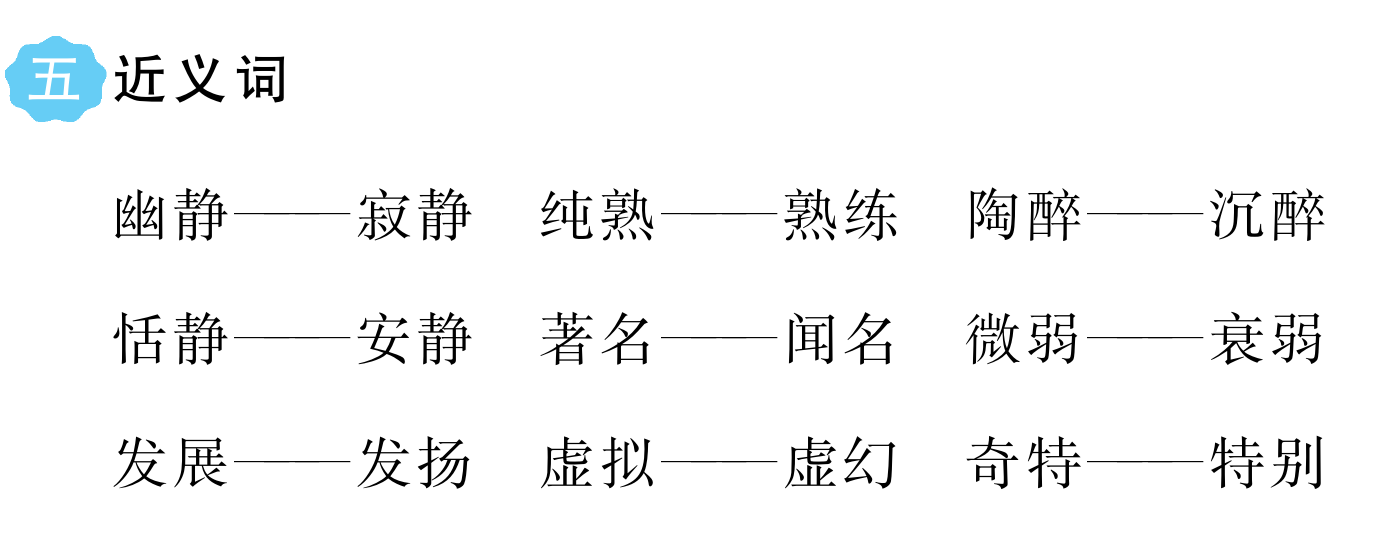 五 近义词
幽静——寂静 纯熟——熟练 陶醉——沉醉
恬静——安静 著名——闻名 微弱——衰弱
发展——发扬 虚拟——虚幻 奇特——特别